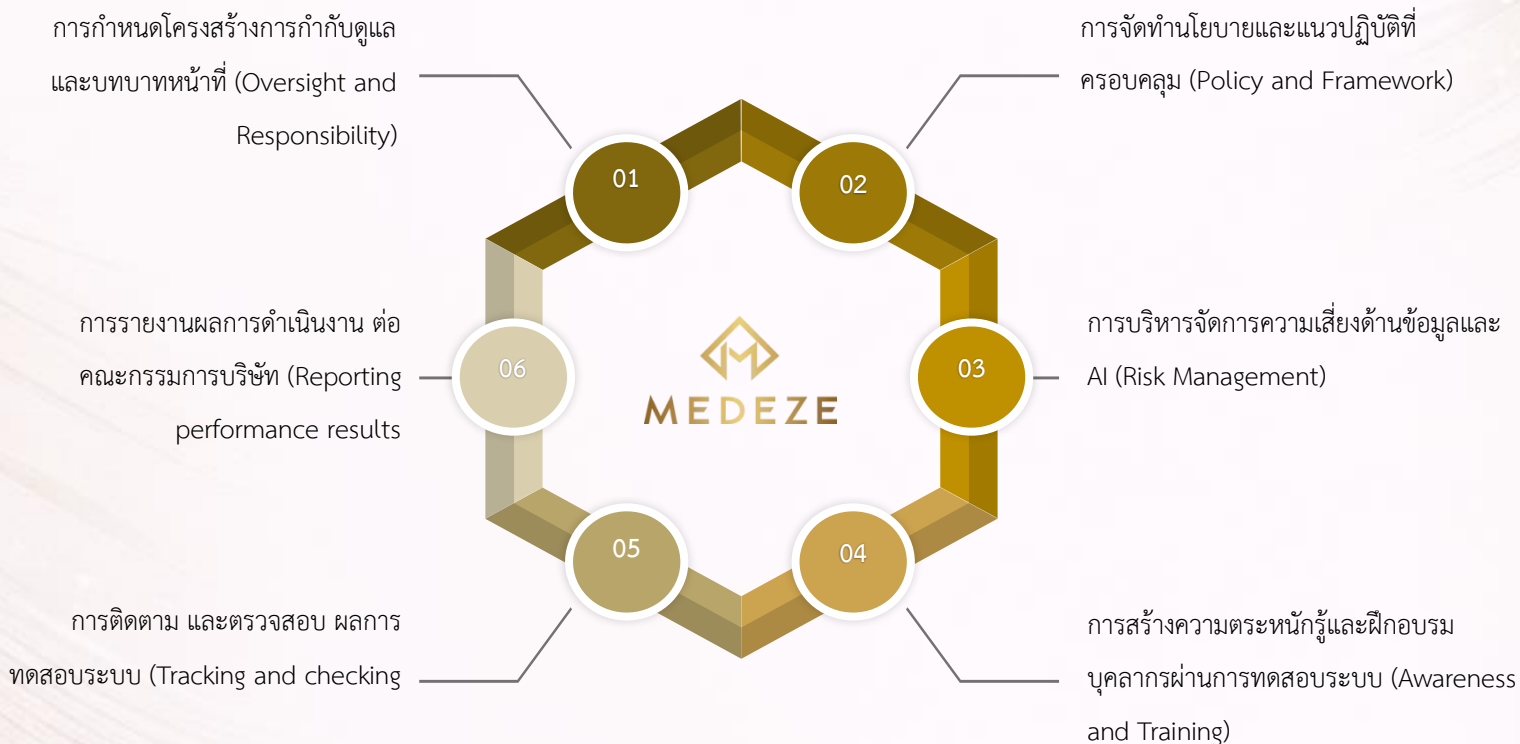 การกำหนดโครงสร้างการกำกับดูแล
และบทบาทหน้าที่ (Oversight and
Responsibility)
01
การจัดทำนโยบายและแนวปฏิบัติที่
ครอบคลุม (Policy and Framework)
02
การบริหารจัดการความเสี่ยงด้านข้อมูลและ
AI (Risk Management)
03
การสร้างความตระหนักรู้และฝึกอบรม
บุคลากรผ่านการทดสอบระบบ (Awareness
and Training)
04
การติดตาม และตรวจสอบ ผลการ
ทดสอบระบบ (Tracking and checking
05
การรายงานผลการดำเนินงาน ต่อ
คณะกรรมการบริษัท (Reporting
performance results
06
MEDEZE